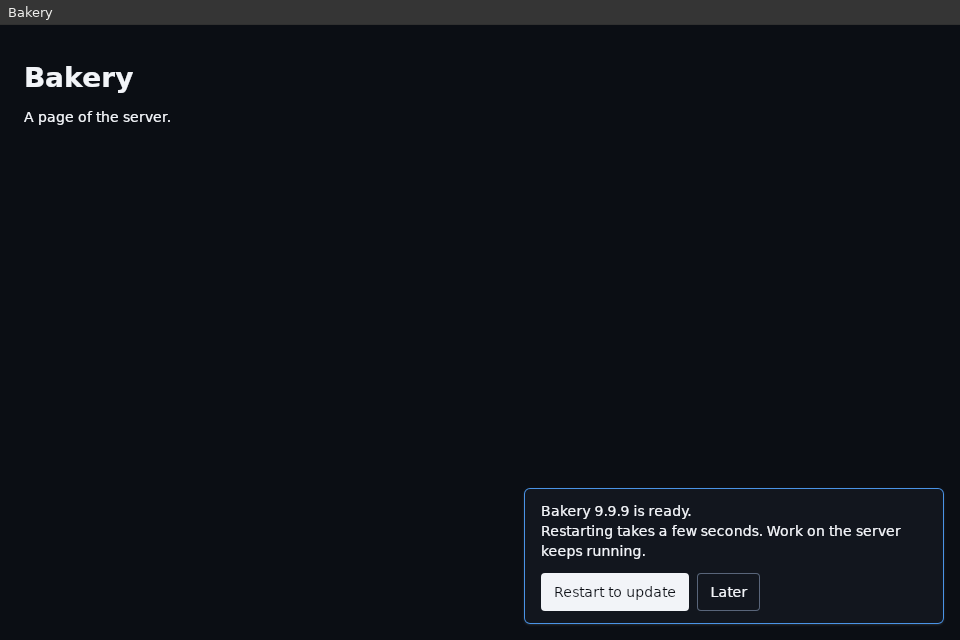 Bakery
Bakery
A page of the server.
Bakery 9.9.9 is ready.
Restarting takes a few seconds. Work on the server
keeps running.
Restart to update
Later